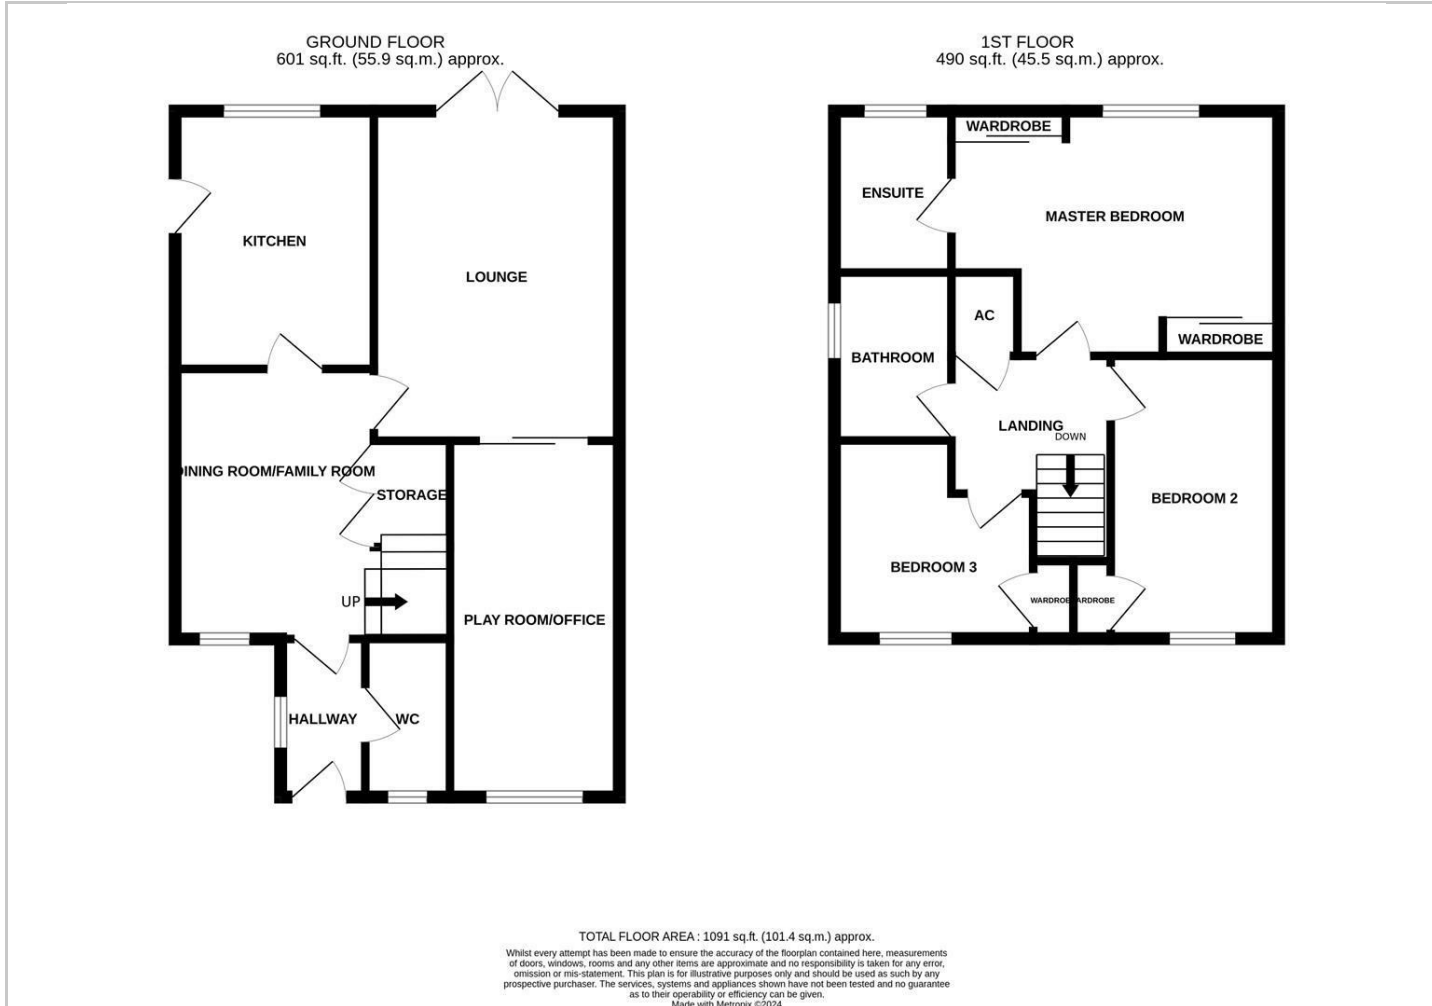 GROUND FLOOR
601 sq.ft. (55.9 sq.m.) approx.
KITCHEN
LOUNGE
DINING ROOM/FAMILY ROOM
STORAGE
UP
PLAY ROOM/OFFICE
HALLWAY
WC
1ST FLOOR
490 sq.ft. (45.5 sq.m.) approx.
WARDROBE
ENSUITE
MASTER BEDROOM
AC
WARDROBE
BATHROOM
LANDING
DOWN
BEDROOM 2
BEDROOM 3
WARDROBE
WARDROBE
TOTAL FLOOR AREA : 1091 sq.ft. (101.4 sq.m.) approx.
Whilst every attempt has been made to ensure the accuracy of the floorplan contained here, measurements
of doors, windows, rooms and any other items are approximate and no responsibility is taken for any error,
omission or mis-statement. This plan is for illustrative purposes only and should be used as such by any
prospective purchaser. The services, systems and appliances shown have not been tested and no guarantee
as to their operability or efficiency can be given.
Made with Metropix ©2024